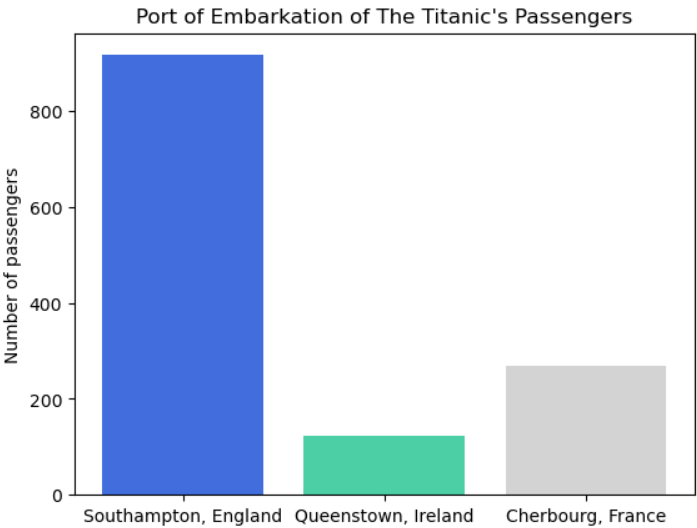 Port of Embarkation of The Titanic's Passengers
Number of passengers
800
600
400
200
0
Southampton, England
Queenstown, Ireland
Cherbourg, France